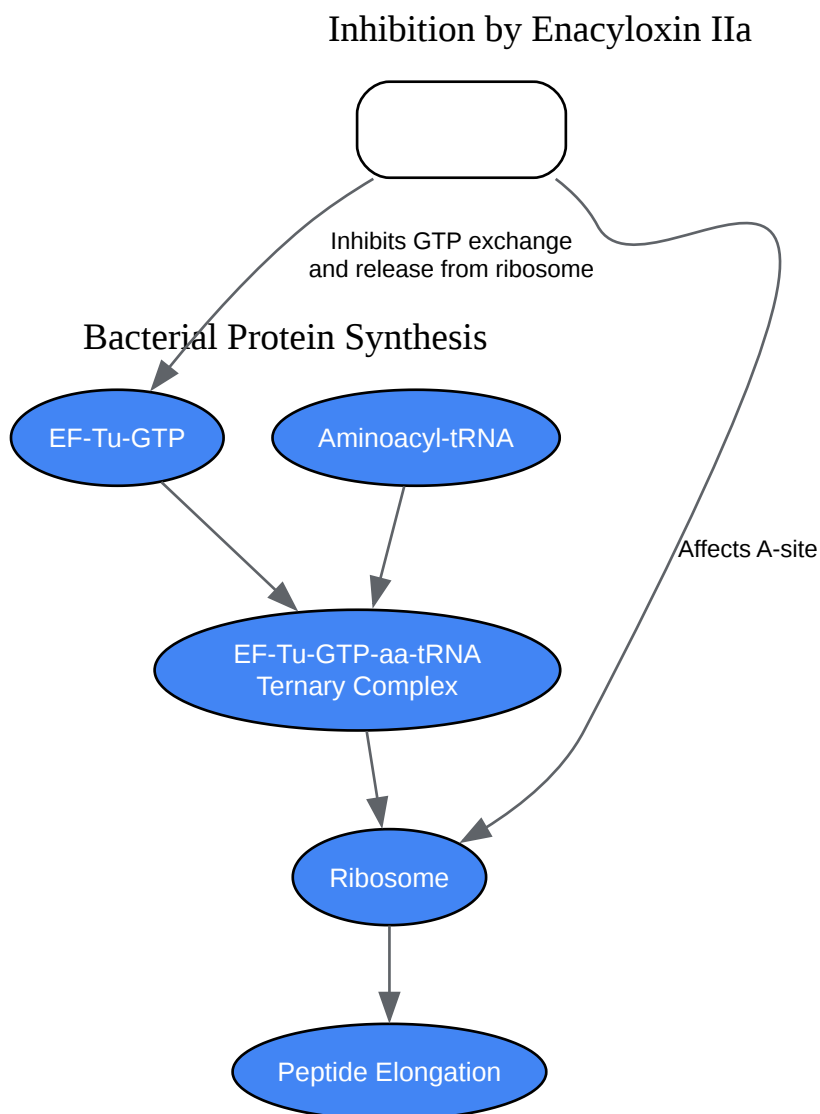 Inhibition by Enacyloxin IIa
Inhibits GTP exchange
and release from ribosome
Bacterial Protein Synthesis
EF-Tu-GTP
Aminoacyl-tRNA
Affects A-site
EF-Tu-GTP-aa-tRNA
Ternary Complex
Ribosome
Peptide Elongation